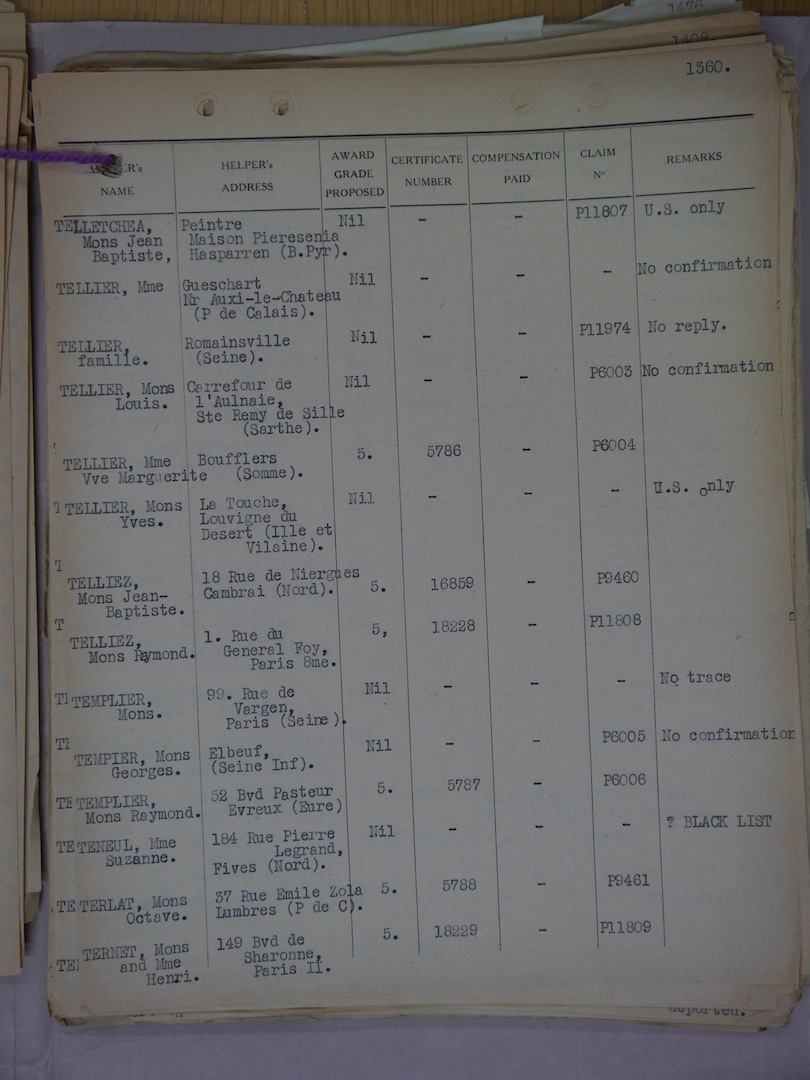 1476
1408.
1360.
HELPER's NAME HELPER's ADDRESS AWARD GRADE PROPOSED CERTIFICATE NUMBER COMPENSATION PAID CLAIM N° REMARKS
TELLETCHEA, Peintre Nil - - P11807 U.S. only
Mons Jean Maison Pieresenia
Baptiste, Hasparren (B.Pyr).
TELLIER, Mme Gueschart Nil - - - No confirmation
Nr Auxi-le-Chateau
(P de Calais).
TELLIER, Romainsville Nil - - P11974 No reply.
famille. (Seine).
TELLIER, Mons Carrefour de Nil - - P6003 No confirmation
Louis. l'Aulnaie,
Ste Remy de Sille
(Sarthe).
TELLIER, Mme Boufflers 5. 5786 - P6004
Vve Marguerite (Somme).
TELLIER, Mons La Touche, Nil - - - U.S. only
Yves. Louvigne du
Desert (Ille et
Vilaine).
TELLIEZ, 18 Rue de Niergues 5. 16859 - P9460
Mons Jean- Cambrai (Nord).
Baptiste.
TELLIEZ, 1. Rue du 5, 18228 - P11808
Mons Raymond. General Foy,
Paris 8me.
TEMPLIER, 99. Rue de Nil - - - No trace
Mons. Vargen,
Paris (Seine).
TEMPIER, Mons Elbeuf, Nil - - P6005 No confirmation
Georges. (Seine Inf).
TEMPLIER, 52 Bvd Pasteur 5. 5787 - P6006
Mons Raymond. Evreux (Eure)
TENEUL, Mme 184 Rue Pierre Nil - - - ? BLACK LIST
Suzanne. Legrand,
Fives (Nord).
TERLAT, Mons 37 Rue Emile Zola 5. 5788 - P9461
Octave. Lumbres (P de C).
TERNET, Mons 149 Bvd de 5. 18229 - P11809
and Mme Sharonne,
Henri. Paris II.
deported.